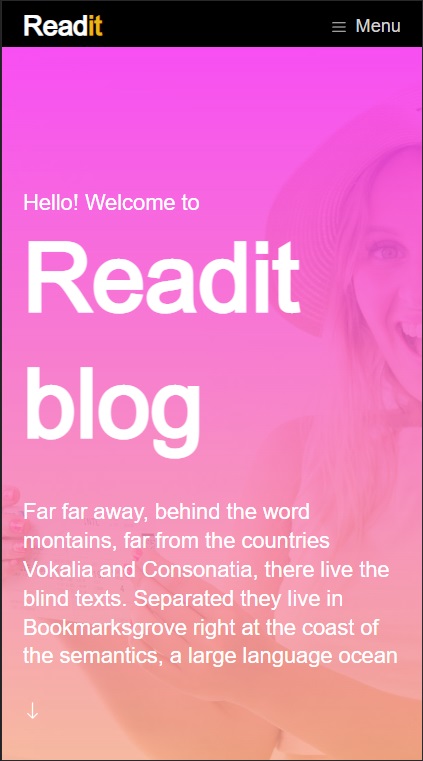 Readit
Menu
Hello! Welcome to
Readit
blog
Far far away, behind the word
montains, far from the countries
Vokalia and Consonatia, there live the
blind texts. Separated they live in
Bookmarksgrove right at the coast of
the semantics, a large language ocean